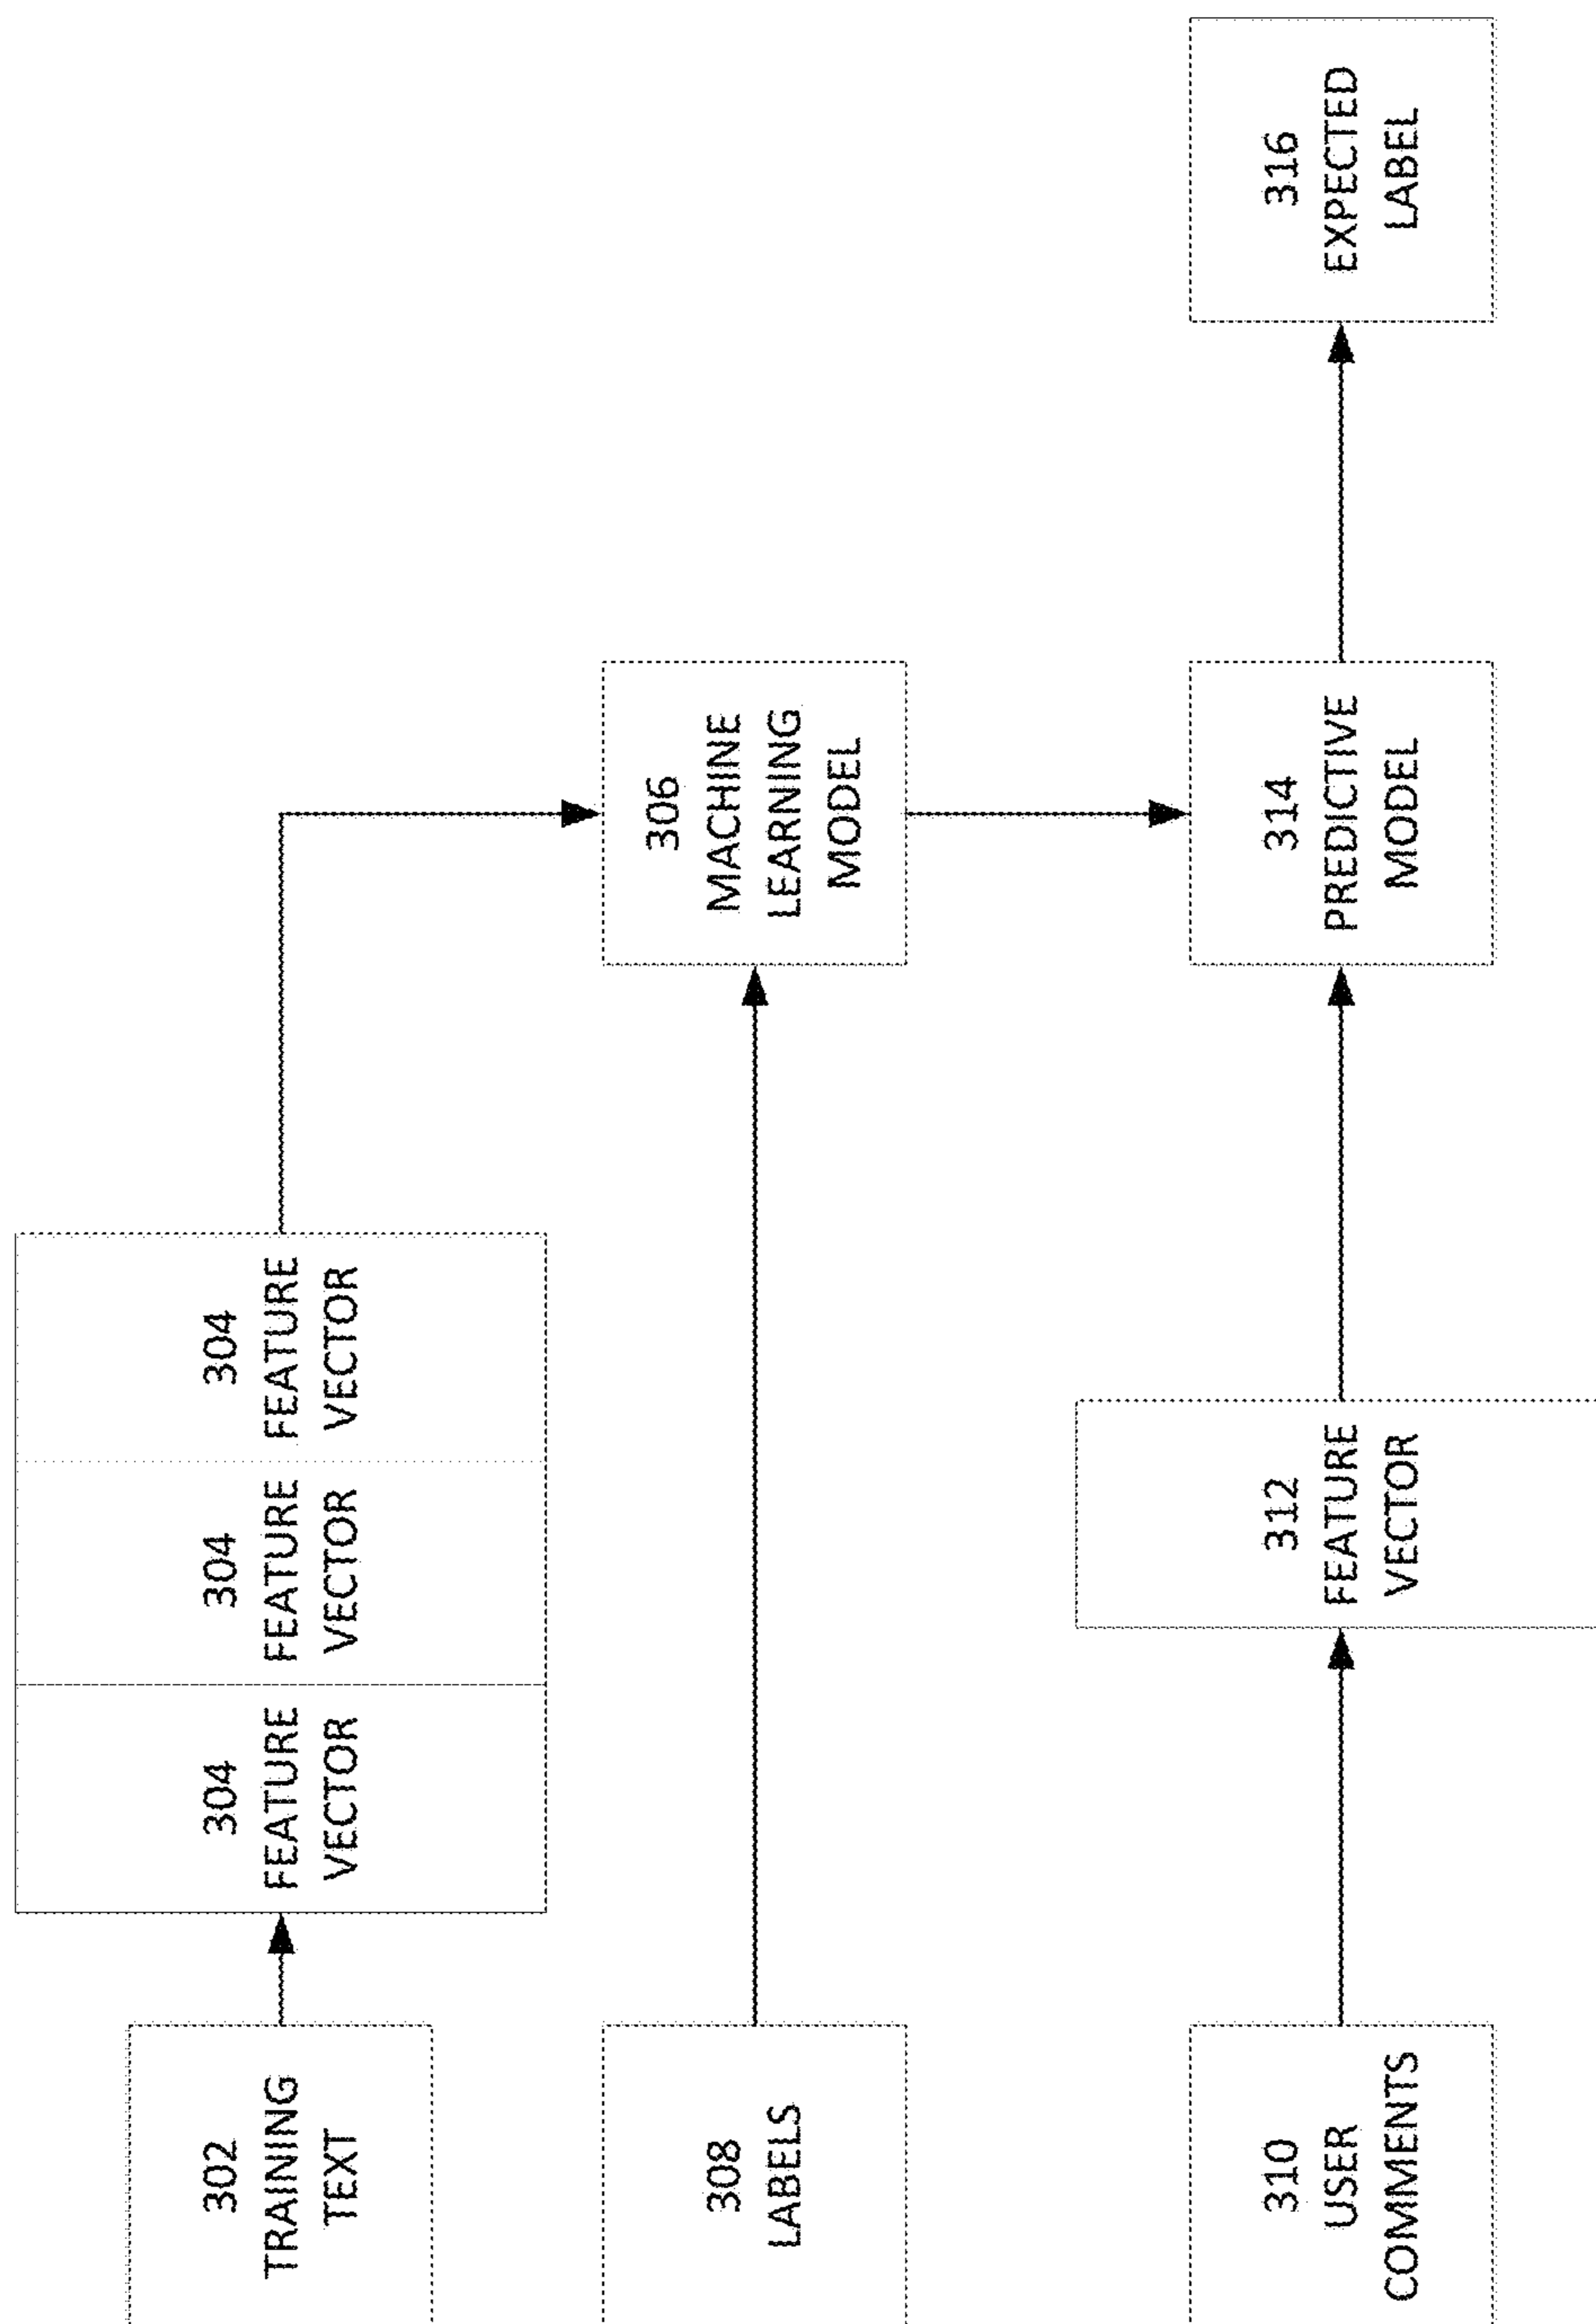 302
TRAINING
TEXT
304
FEATURE
VECTOR
304
FEATURE
VECTOR
304
FEATURE
VECTOR
308
LABELS
306
MACHINE
LEARNING
MODEL
310
USER
COMMENTS
312
FEATURE
VECTOR
314
PREDICTIVE
MODEL
316
EXPECTED
LABEL